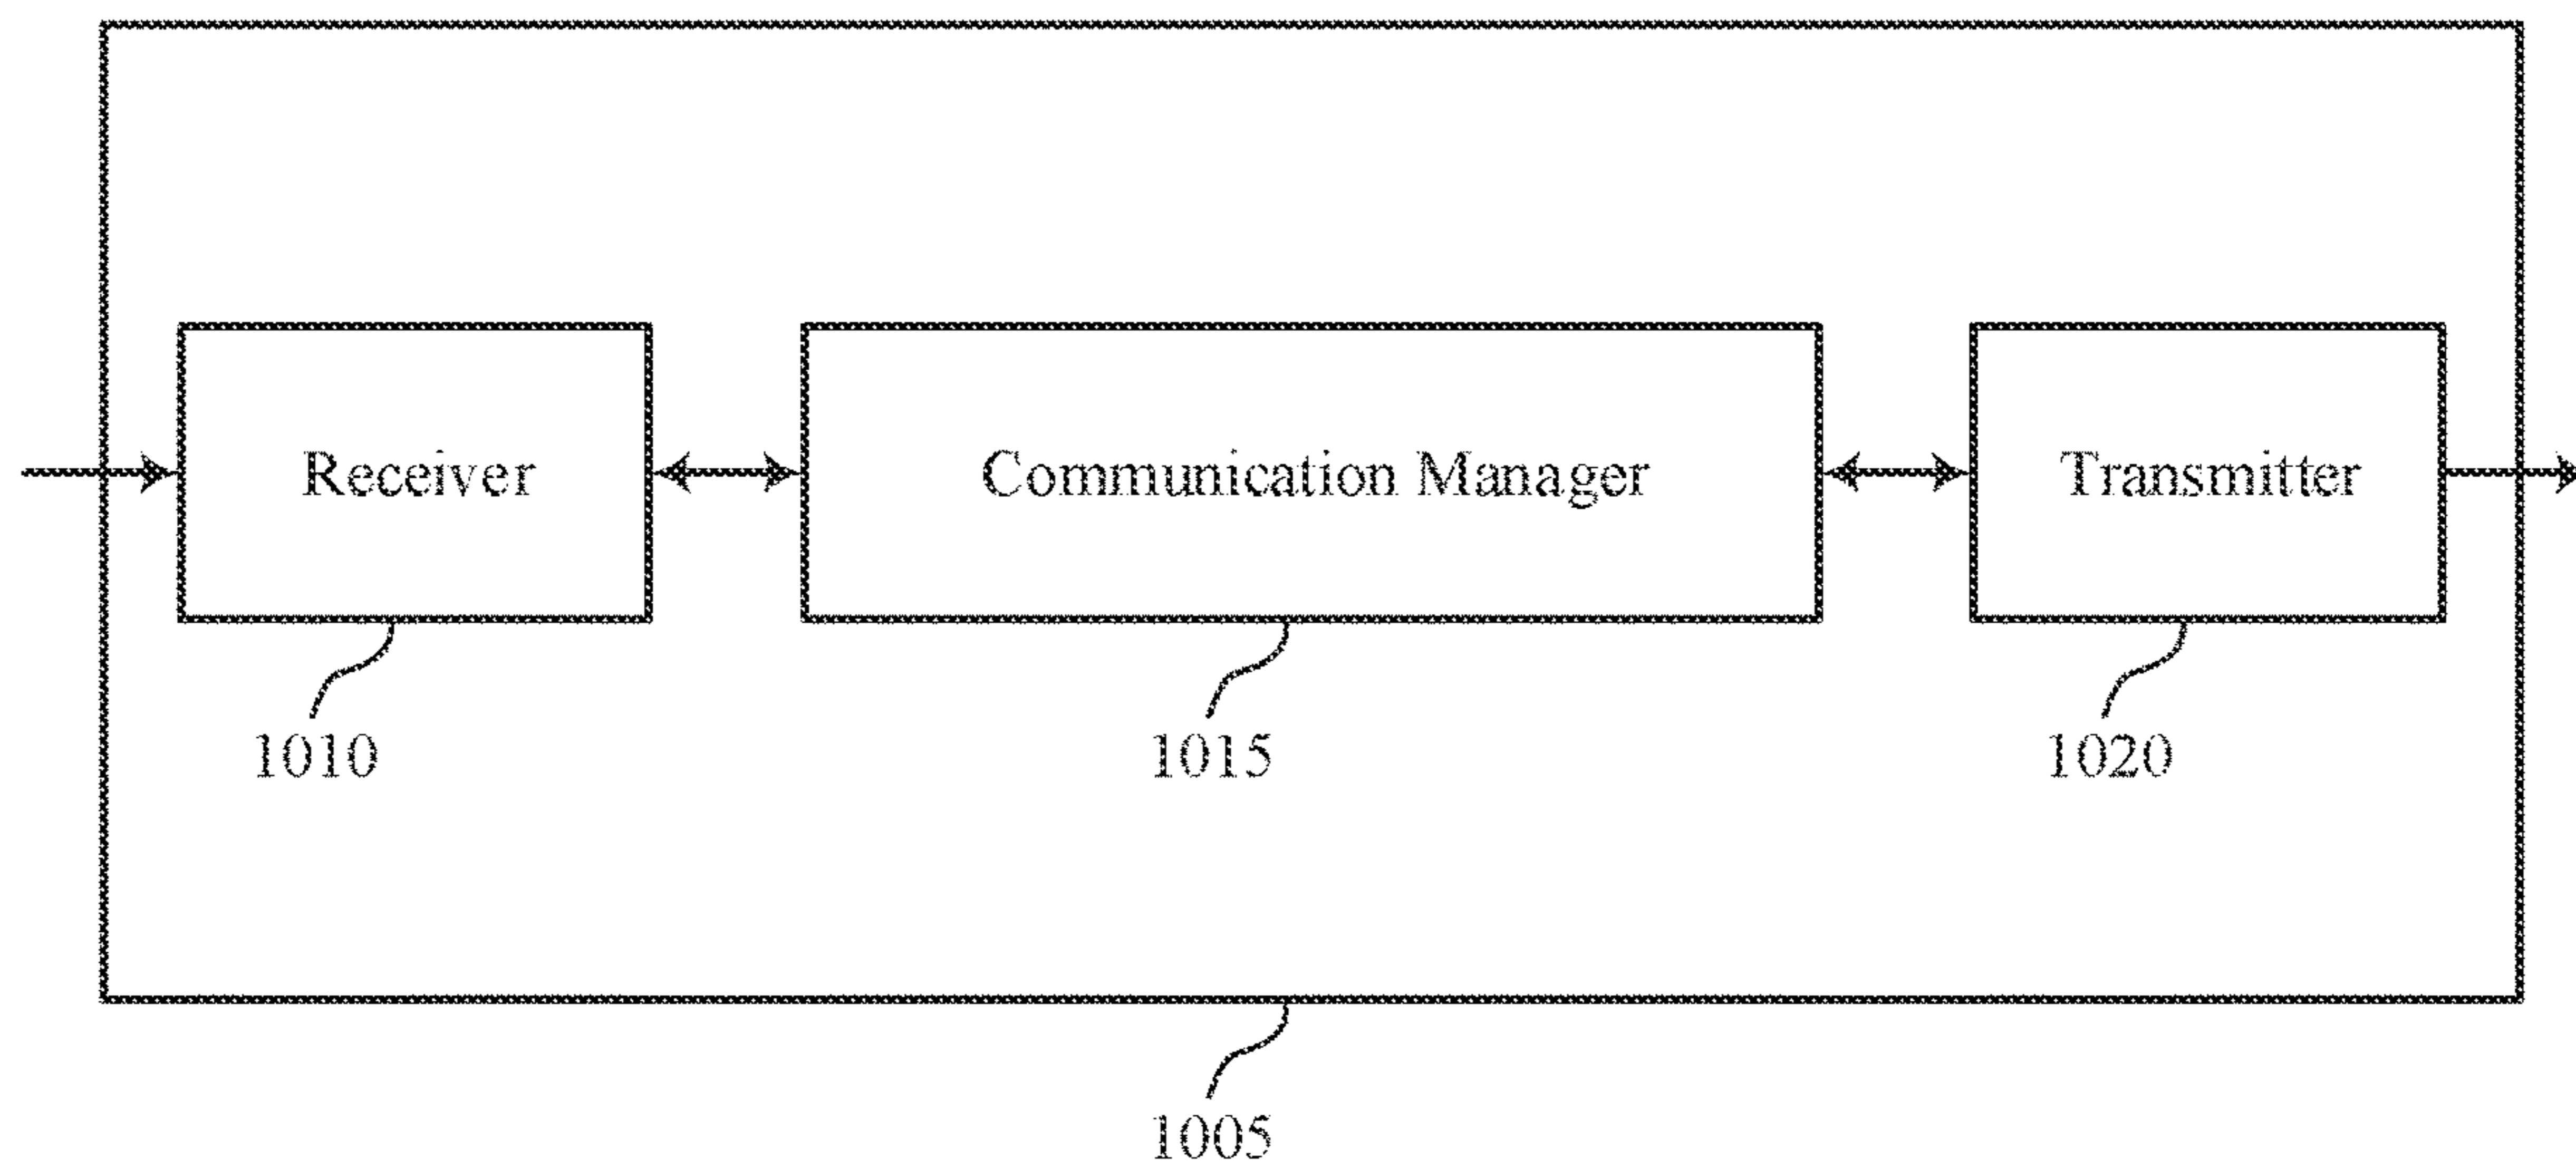 Receiver
Communication Manager
Transmitter
1010
1015
1020
1005